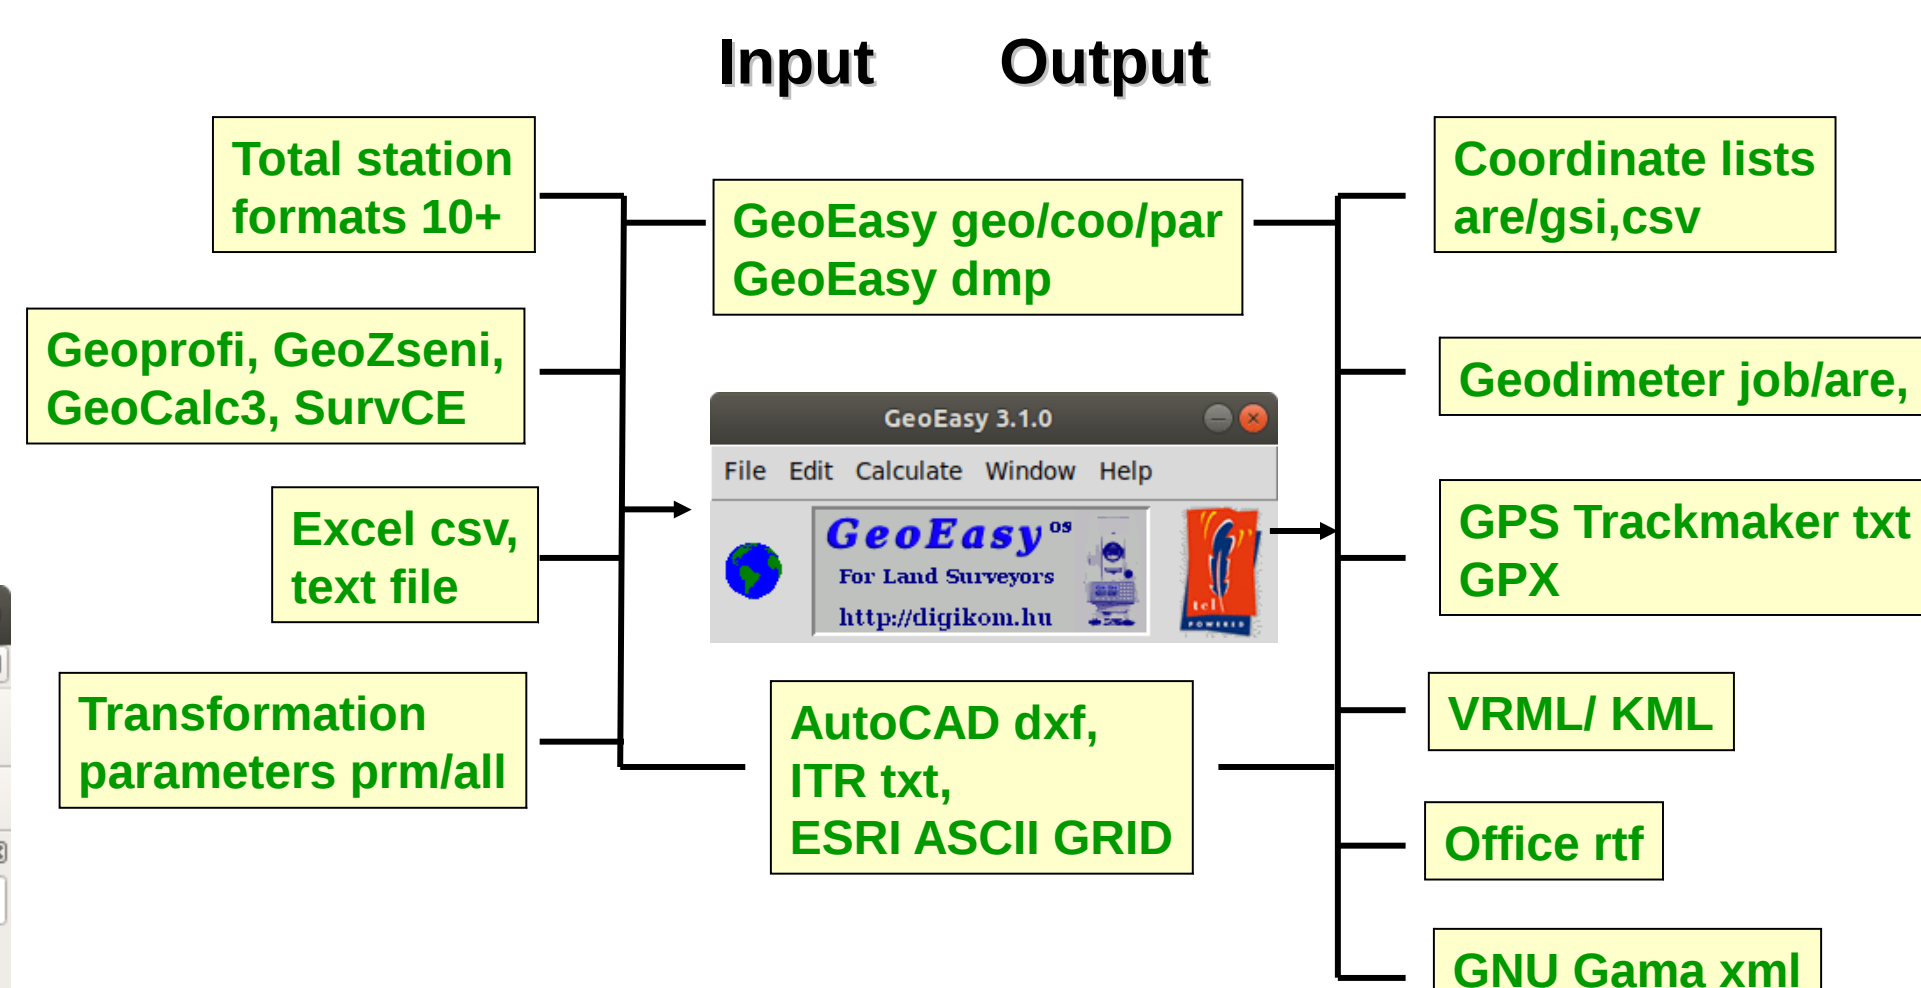 Input Output
Total station
formats 10+
Geoprofi, GeoZseni,
GeoCalc3, SurvCE
Excel csv,
text file
Transformation
parameters prm/all
GeoEasy geo/coo/par
GeoEasy dmp
GeoEasy 3.1.0
File Edit Calculate Window Help
GeoEasy os
For Land Surveyors
http://digikom.hu
tcl
POWERED
AutoCAD dxf,
ITR txt,
ESRI ASCII GRID
Coordinate lists
are/gsi,csv
Geodimeter job/are,
GPS Trackmaker txt
GPX
VRML/ KML
Office rtf
GNU Gama xml